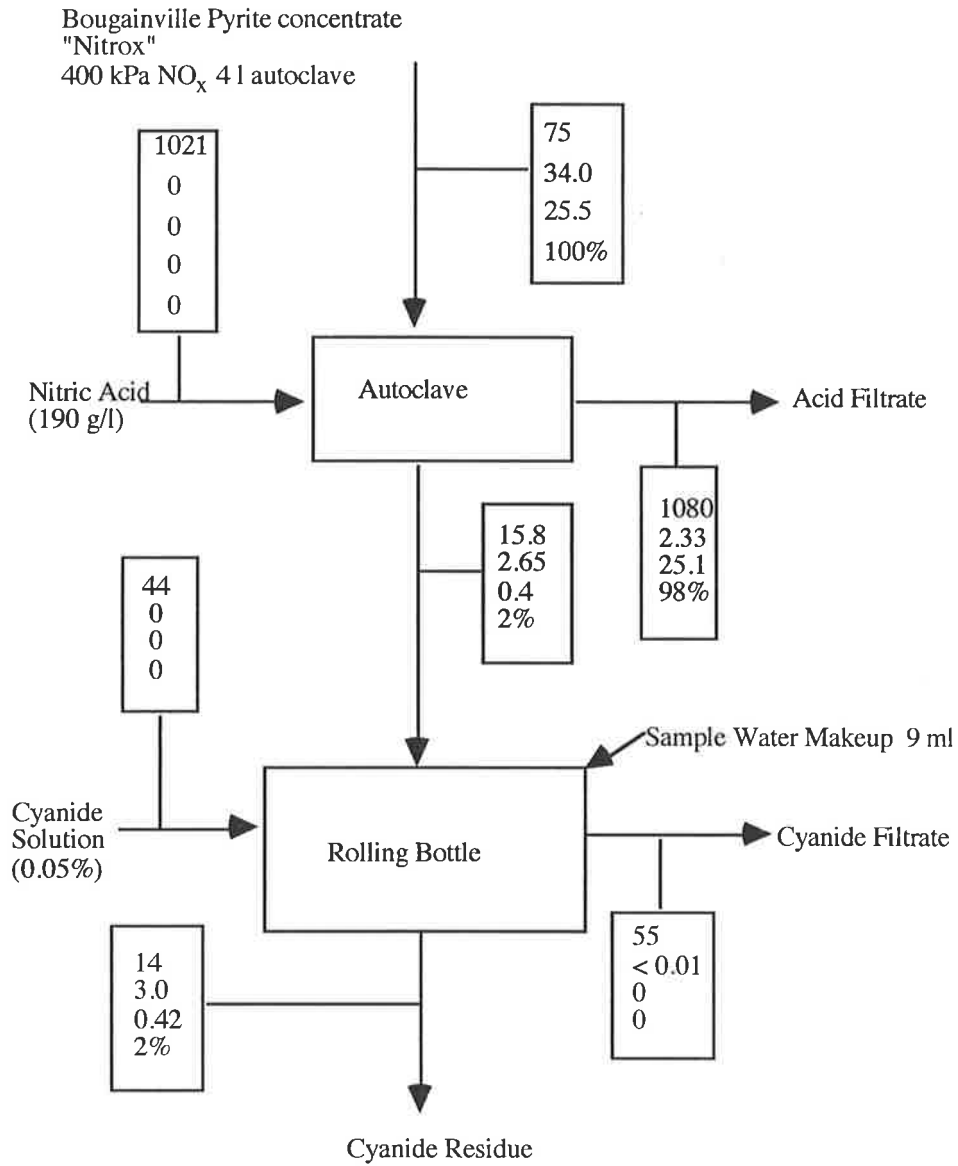 Bougainville Pyrite concentrate
"Nitrox"
400 kPa NOx 4 l autoclave
1021
0
0
0
0
75
34.0
25.5
100%
Nitric Acid
(190 g/l)
Autoclave
Acid Filtrate
1080
2.33
25.1
98%
15.8
2.65
0.4
2%
44
0
0
0
Sample Water Makeup 9 ml
Cyanide
Solution
(0.05%)
Rolling Bottle
Cyanide Filtrate
55
< 0.01
0
0
14
3.0
0.42
2%
Cyanide Residue